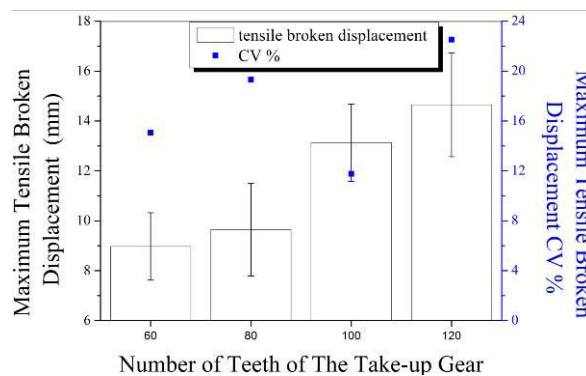 tensile broken displacement
CV %
18
16
14
12
10
8
6
Maximum Tensile Broken
Displacement (mm)
24
20
16
12
8
4
0
Maximum Tensile Broken
Displacement CV %
60
80
100
120
Number of Teeth of The Take-up Gear